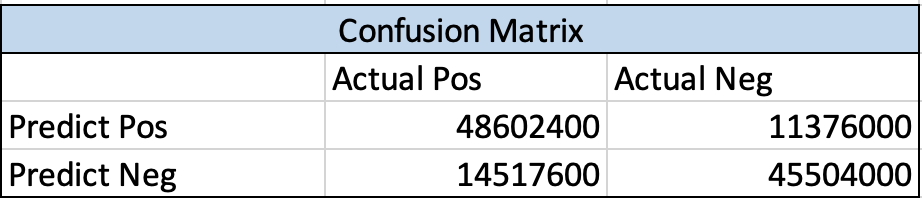 Confusion Matrix
Actual Pos Actual Neg
Predict Pos 48602400 11376000
Predict Neg 14517600 45504000